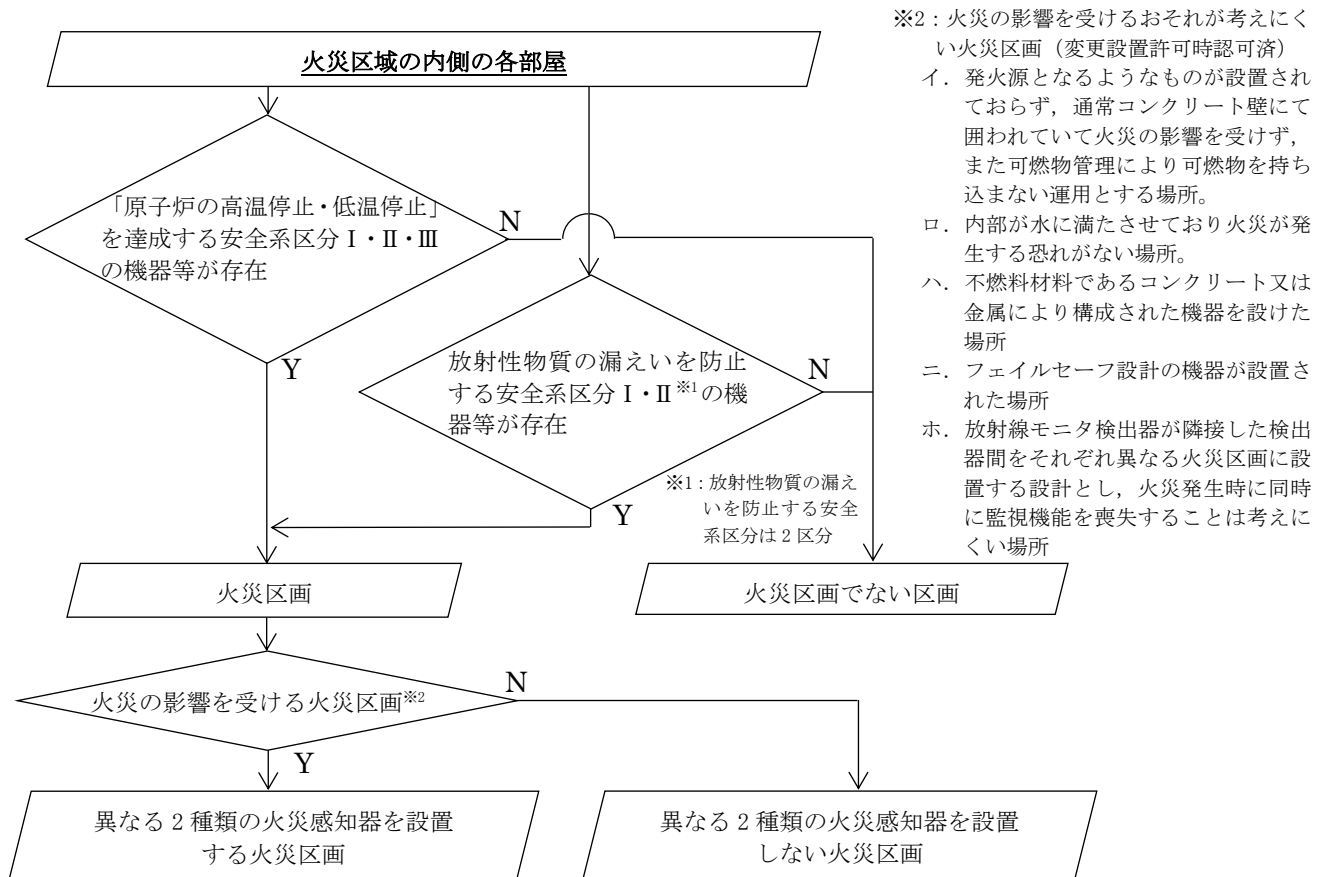 火災区域の内側の各部屋
「原子炉の高温停止・低温停止」
を達成する安全系区分Ⅰ・Ⅱ・Ⅲ
の機器等が存在
N
Y
放射性物質の漏えいを防止
する安全系区分Ⅰ・Ⅱ※1の機
器等が存在
N
Y
※1：放射性物質の漏え
いを防止する安全
系区分は2区分
火災区画
火災区画でない区画
火災の影響を受ける火災区画※2
N
Y
異なる2種類の火災感知器を設置
する火災区画
異なる2種類の火災感知器を設置
しない火災区画
※2：火災の影響を受けるおそれが考えにく
い火災区画（変更設置許可時認可済）
イ．発火源となるようなものが設置され
ておらず，通常コンクリート壁にて
囲われていて火災の影響を受けず，
また可燃物管理により可燃物を持ち
込まない運用とする場所。
ロ．内部が水に満たさせており火災が発
生する恐れがない場所。
ハ．不燃料材料であるコンクリート又は
金属により構成された機器を設けた
場所
ニ．フェイルセーフ設計の機器が設置さ
れた場所
ホ．放射線モニタ検出器が隣接した検出
器間をそれぞれ異なる火災区画に設
置する設計とし，火災発生時に同時
に監視機能を喪失することは考えに
くい場所